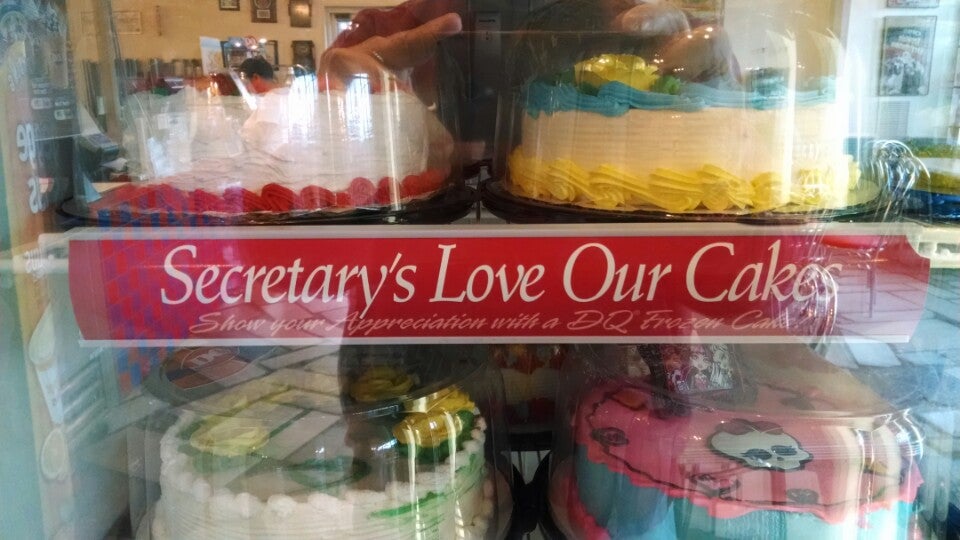 Secretary's Love Our Cakes
Show your Appreciation with a DQ® Frozen Cake